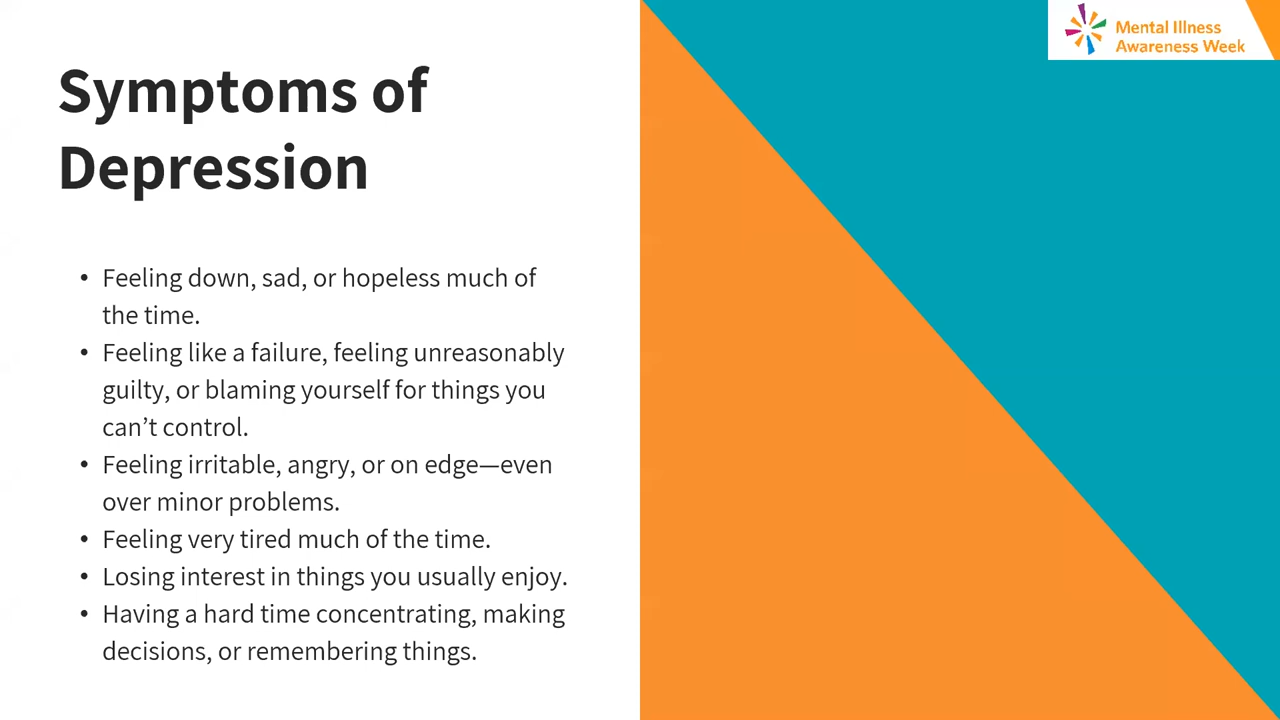 Mental Illness
Awareness Week
Symptoms of
Depression
• Feeling down, sad, or hopeless much of
the time.
• Feeling like a failure, feeling unreasonably
guilty, or blaming yourself for things you
can’t control.
• Feeling irritable, angry, or on edge—even
over minor problems.
• Feeling very tired much of the time.
• Losing interest in things you usually enjoy.
• Having a hard time concentrating, making
decisions, or remembering things.